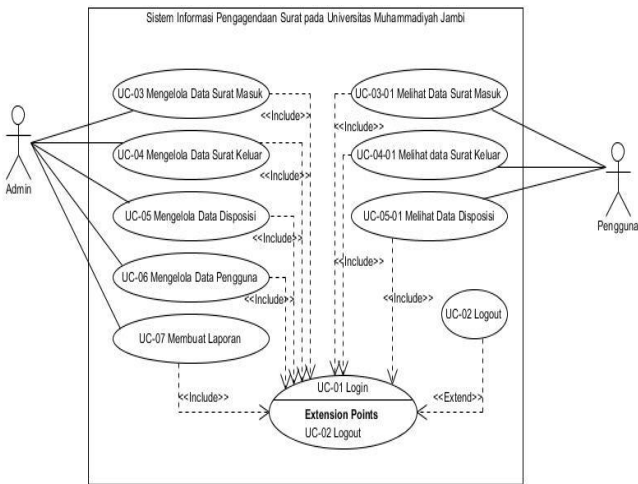 Sistem Informasi Pengagendaan Surat pada Universitas Muhammadiyah Jambi
UC-03 Mengelola Data Surat Masuk
UC-03-01 Melihat Data Surat Masuk
<<Include>>
<<Include>>
UC-04 Mengelola Data Surat Keluar
UC-04-01 Melihat data Surat Keluar
<<Include>>
Admin
UC-05 Mengelola Data Disposisi
UC-05-01 Melihat Data Disposisi
Pengguna
<<Include>>
<<Include>>
UC-06 Mengelola Data Pengguna
<<Include>>
<<Include>>
UC-02 Logout
UC-07 Membuat Laporan
UC-01 Login
<<Include>>
<<Extend>>
Extension Points
UC-02 Logout